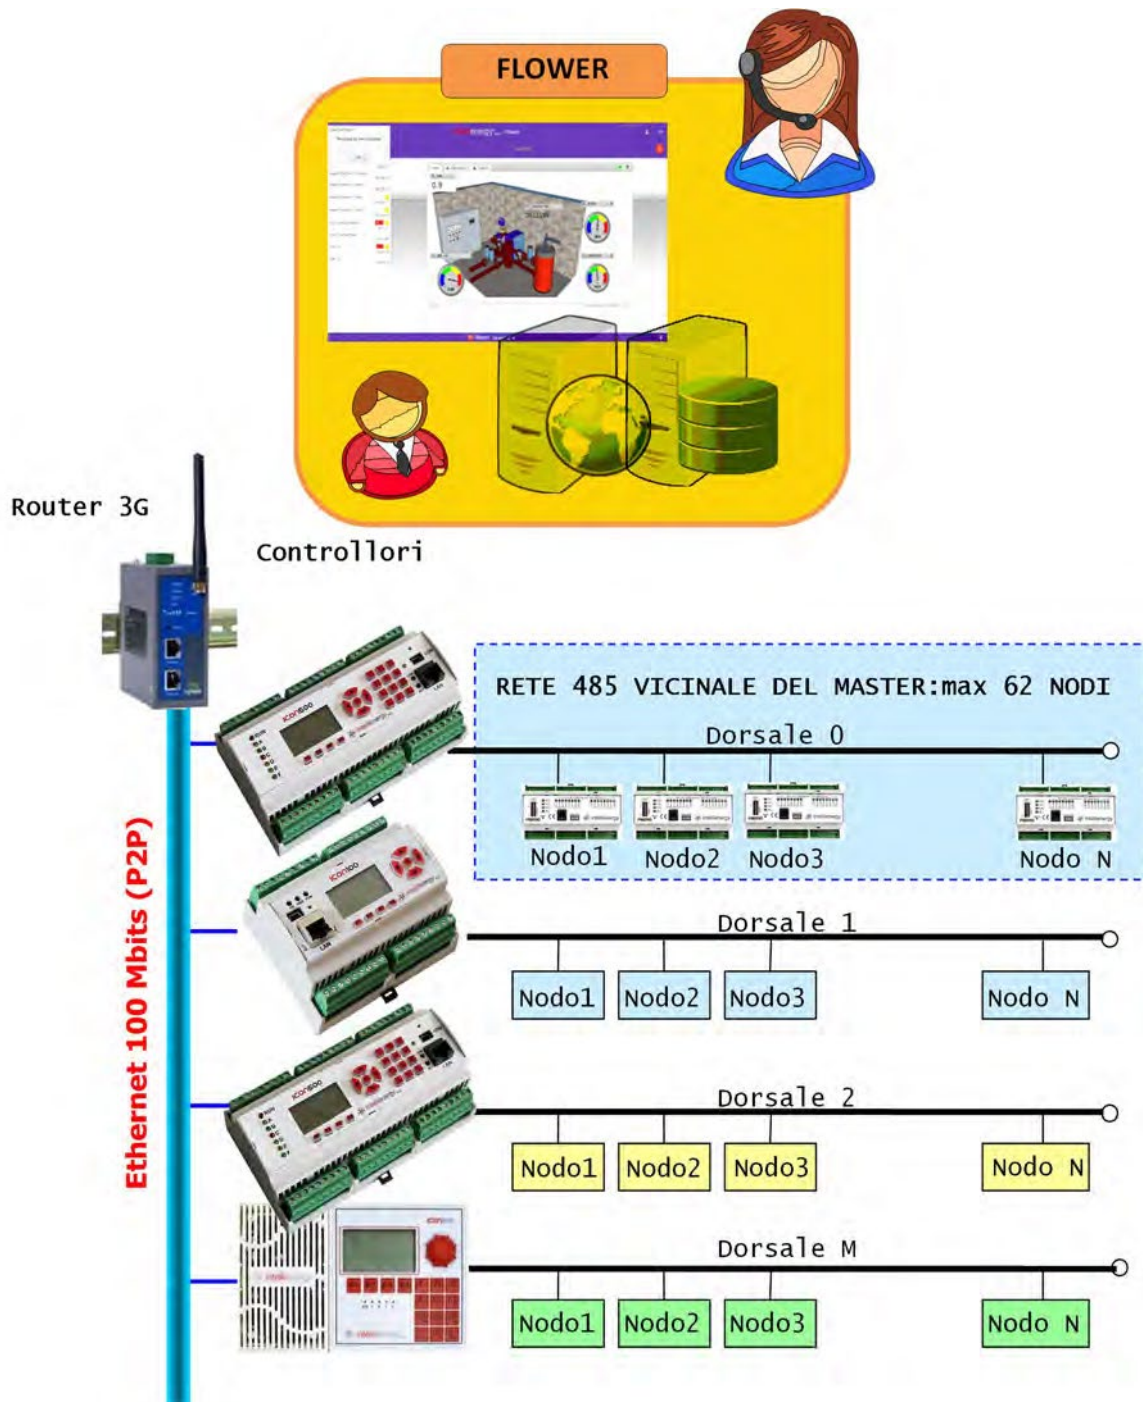 FLOWER
Router 3G
Controllori
RETE 485 VICINALE DEL MASTER:max 62 NODI
Dorsale 0
Nodo1
Nodo2
Nodo3
Nodo N
Dorsale 1
Nodo1
Nodo2
Nodo3
Nodo N
Dorsale 2
Nodo1
Nodo2
Nodo3
Nodo N
Dorsale M
Nodo1
Nodo2
Nodo3
Nodo N
Ethernet 100 Mbits (P2P)
LAN
LAN